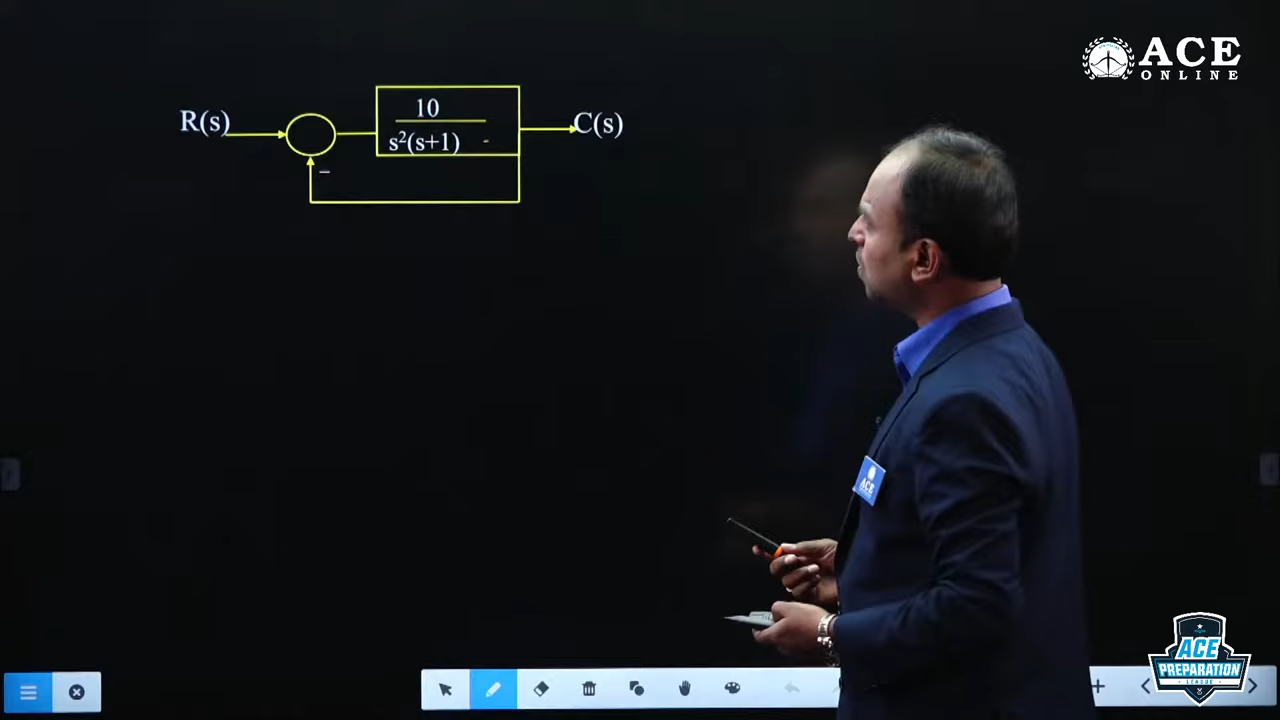 ACE
ONLINE
R(s)
10
s²(s+1)
C(s)
−
ACE
ACE
PREPARATION
LEAGUE